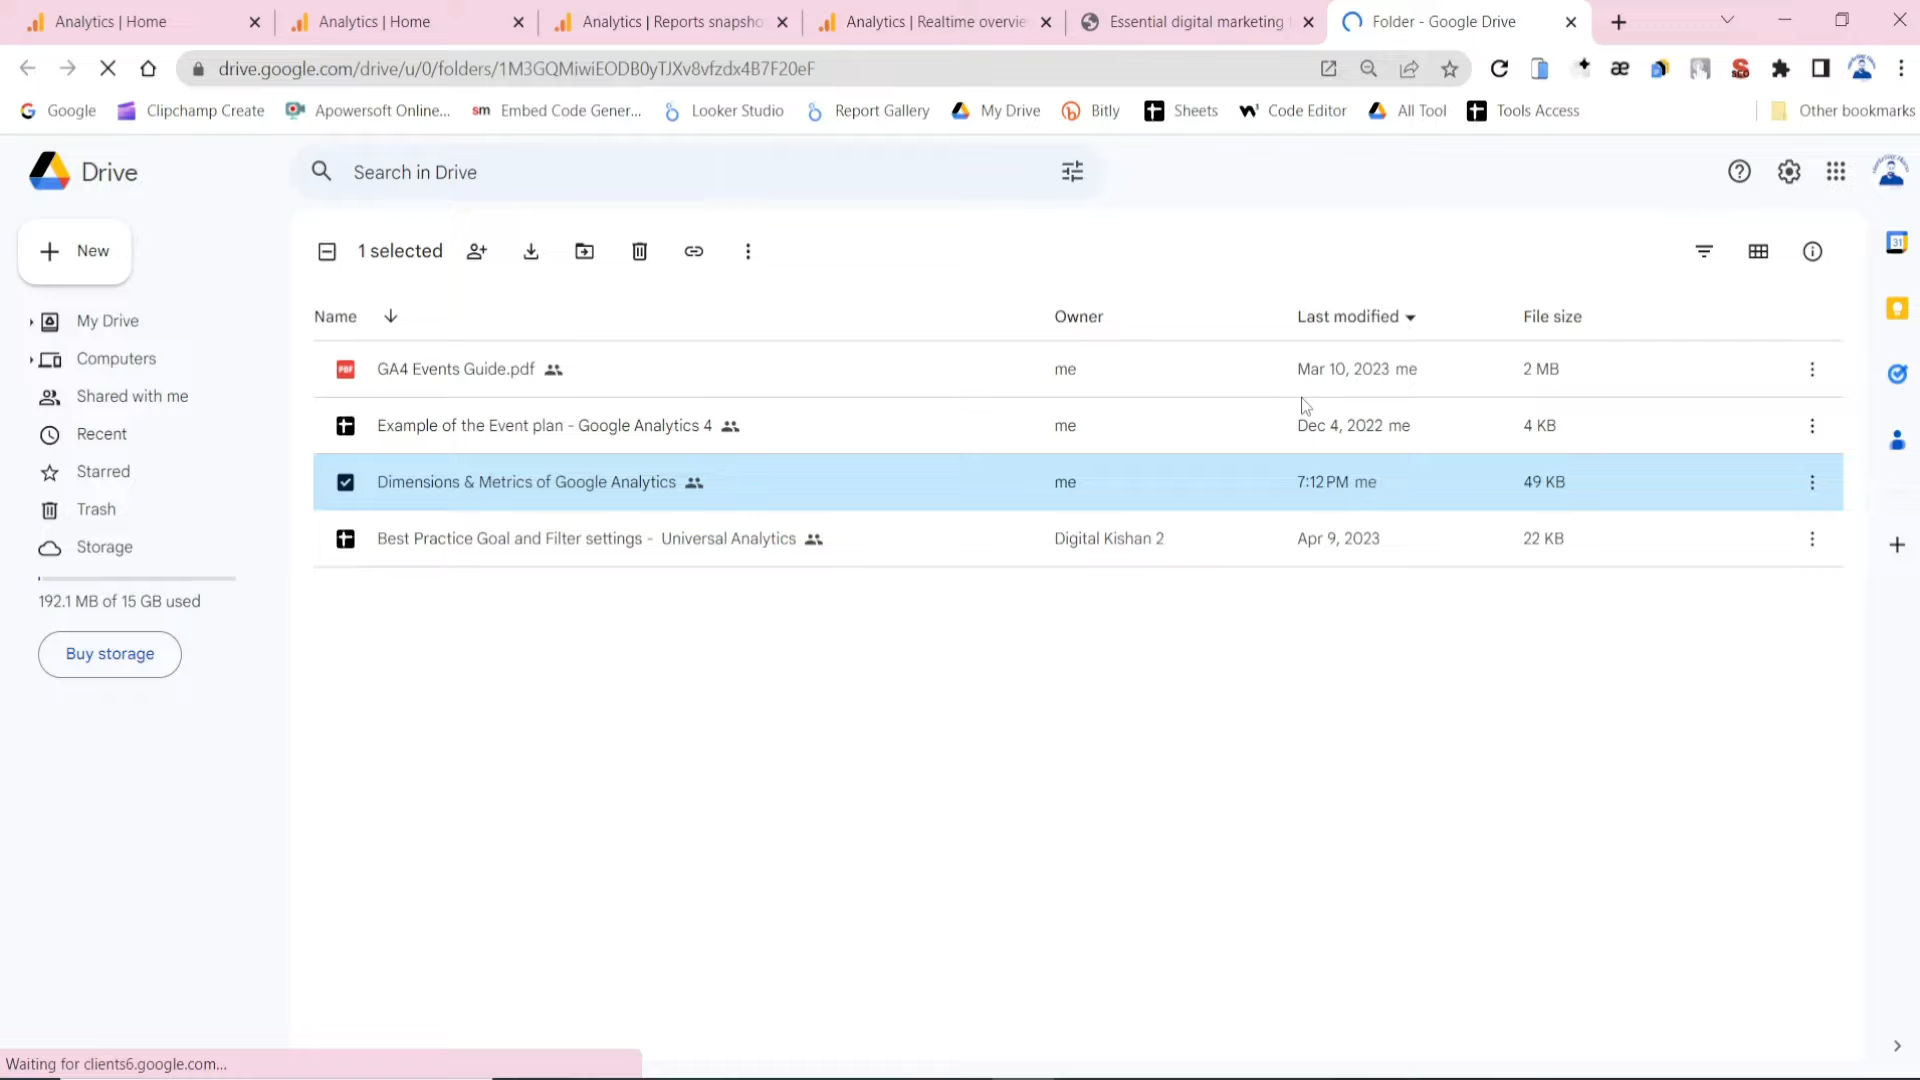 Analytics | Home
Analytics | Home
Analytics | Reports snapsho
Analytics | Realtime overvie
Essential digital marketing
Folder - Google Drive
drive.google.com/drive/u/0/folders/1M3GQMiwiEODB0yTJXv8vfzdx4B7F20eF
Google
Clipchamp Create
Apowersoft Online...
sm Embed Code Gener...
Looker Studio
Report Gallery
My Drive
Bitly
Sheets
Code Editor
All Tool
Tools Access
Other bookmarks
Drive
Search in Drive
New
1 selected
Name Owner Last modified File size
My Drive
Computers
Shared with me
Recent
Starred
Trash
Storage
192.1 MB of 15 GB used
Buy storage
PDF GA4 Events Guide.pdf me Mar 10, 2023 me 2 MB
Example of the Event plan - Google Analytics 4 me Dec 4, 2022 me 4 KB
Dimensions & Metrics of Google Analytics me 7:12 PM me 49 KB
Best Practice Goal and Filter settings - Universal Analytics Digital Kishan 2 Apr 9, 2023 22 KB
31
Waiting for clients6.google.com...